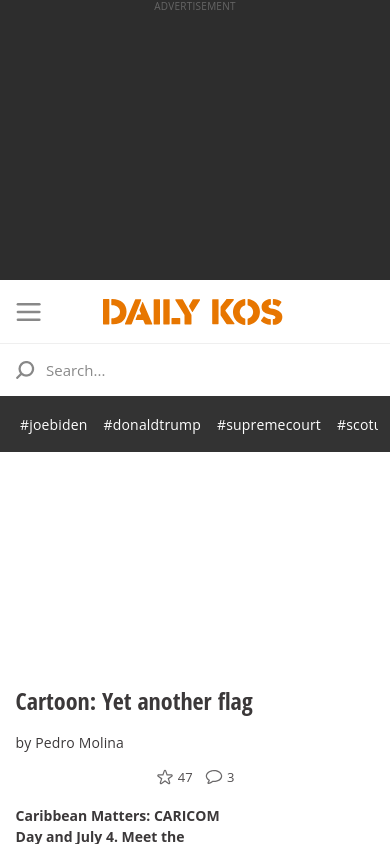 ADVERTISEMENT
DAILY KOS
Search...
#joebiden #donaldtrump #supremecourt
Cartoon: Yet another flag
by Pedro Molina
47 3
Caribbean Matters: CARICOM
Day and July 4. Meet the